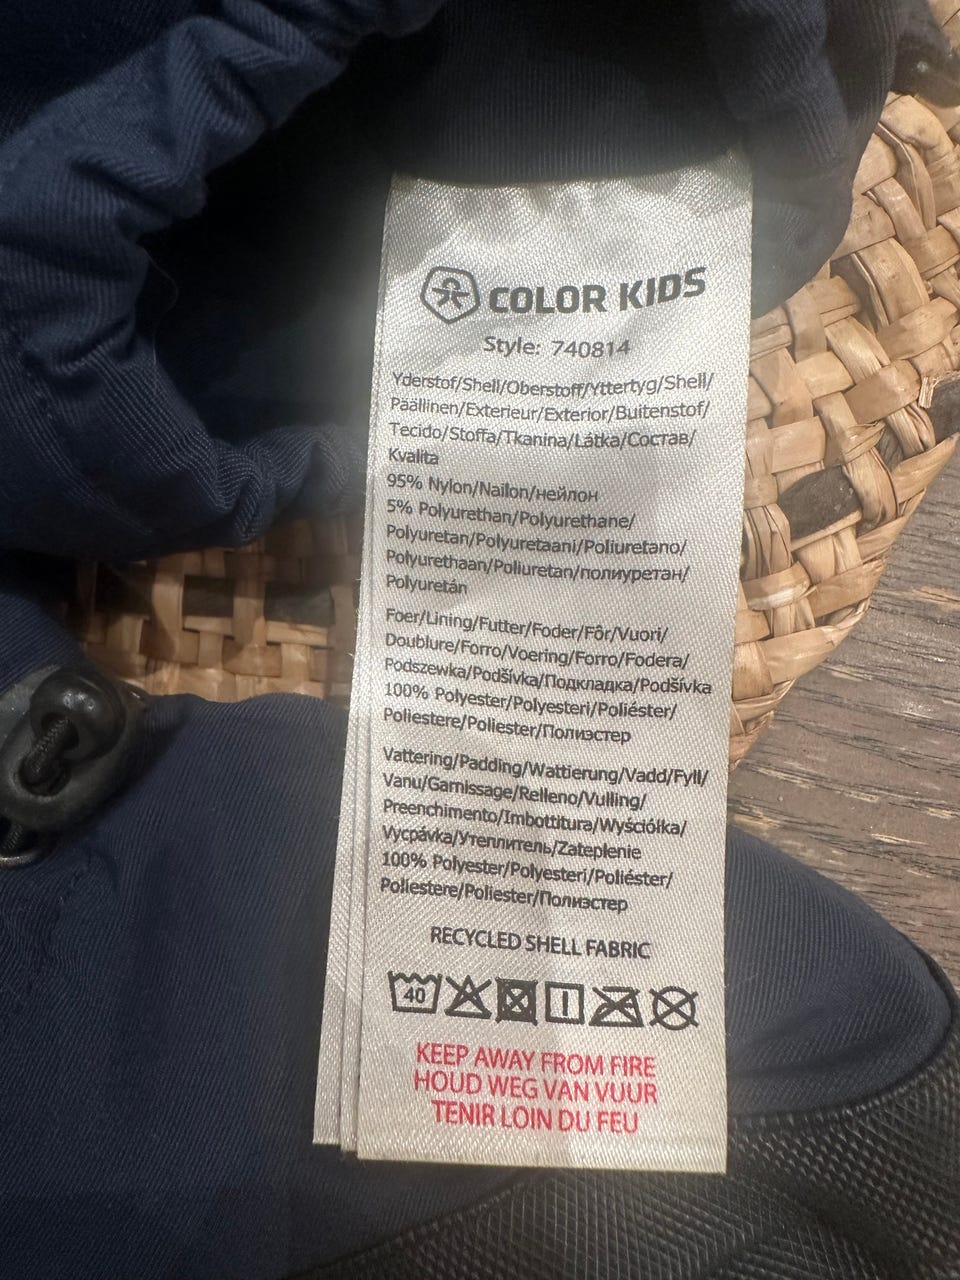 COLOR KIDS
Style: 740814
Yderstof/Shell/Oberstoff/Yttertyg/Shell/
Päällinen/Exterieur/Exterior/Buitenstof/
Tecido/Stoffa/Tkanina/Látka/Состав/
Kvalita
95% Nylon/Nailon/нейлон
5% Polyurethan/Polyurethane/
Polyuretan/Polyuretaani/Poliuretano/
Polyurethaan/Poliuretan/полиуретан/
Polyuretán
Foer/Lining/Futter/Foder/Fôr/Vuori/
Doublure/Forro/Voering/Forro/Fodera/
Podszewka/Podšívka/Подкладка/Podšívka
100% Polyester/Polyesteri/Poliéster/
Poliestere/Poliester/Полиэстер
Vattering/Padding/Wattierung/Vadd/Fyll/
Vanu/Garnissage/Relleno/Vulling/
Preenchimento/Imbottitura/Wyściółka/
Vycpávka/Утеплитель/Zateplenie
100% Polyester/Polyesteri/Poliéster/
Poliestere/Poliester/Полиэстер
RECYCLED SHELL FABRIC
40
KEEP AWAY FROM FIRE
HOUD WEG VAN VUUR
TENIR LOIN DU FEU